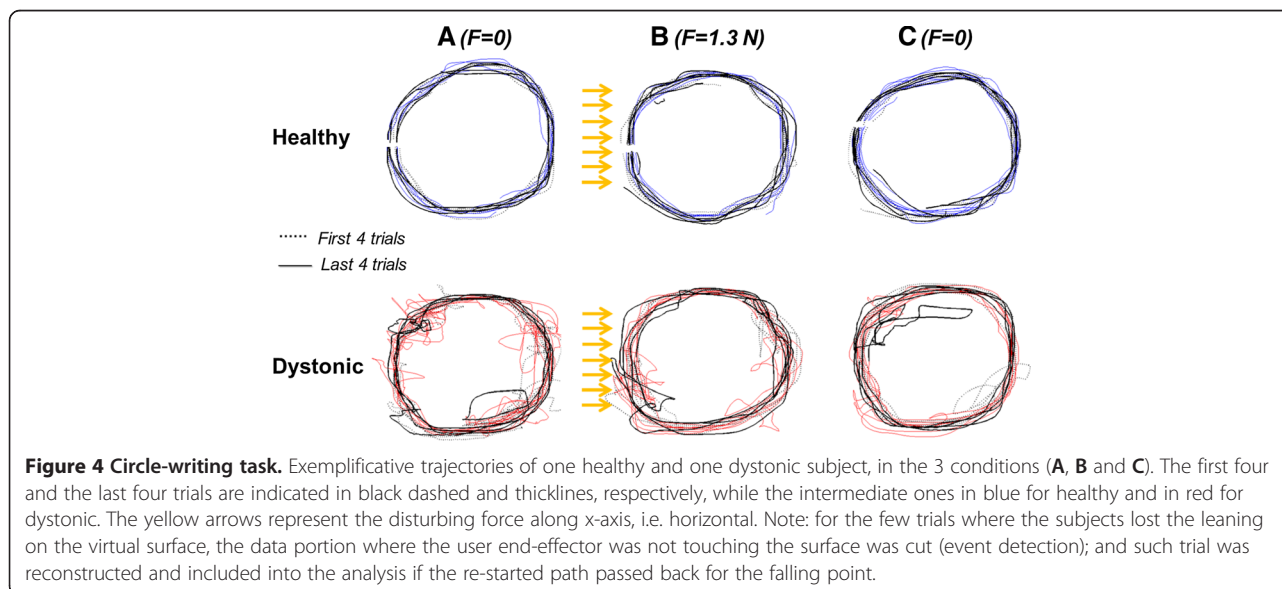 A (F=0) B (F=1.3 N) C (F=0)
Healthy
First 4 trials
Last 4 trials
Dystonic
Figure 4 Circle-writing task. Exemplificative trajectories of one healthy and one dystonic subject, in the 3 conditions (A, B and C). The first four
and the last four trials are indicated in black dashed and thicklines, respectively, while the intermediate ones in blue for healthy and in red for
dystonic. The yellow arrows represent the disturbing force along x-axis, i.e. horizontal. Note: for the few trials where the subjects lost the leaning
on the virtual surface, the data portion where the user end-effector was not touching the surface was cut (event detection); and such trial was
reconstructed and included into the analysis if the re-started path passed back for the falling point.